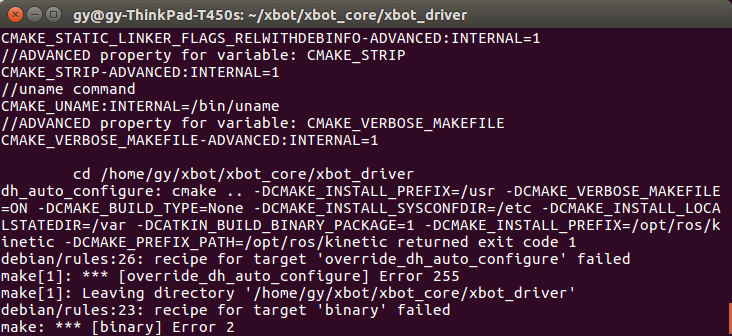 gy@gy-ThinkPad-T450s: ~/xbot/xbot_core/xbot_driver
CMAKE_STATIC_LINKER_FLAGS_RELWITHDEBINFO-ADVANCED:INTERNAL=1
//ADVANCED property for variable: CMAKE_STRIP
CMAKE_STRIP-ADVANCED:INTERNAL=1
//uname command
CMAKE_UNAME:INTERNAL=/bin/uname
//ADVANCED property for variable: CMAKE_VERBOSE_MAKEFILE
CMAKE_VERBOSE_MAKEFILE-ADVANCED:INTERNAL=1
cd /home/gy/xbot/xbot_core/xbot_driver
dh_auto_configure: cmake .. -DCMAKE_INSTALL_PREFIX=/usr -DCMAKE_VERBOSE_MAKEFILE
=ON -DCMAKE_BUILD_TYPE=None -DCMAKE_INSTALL_SYSCONFDIR=/etc -DCMAKE_INSTALL_LOCA
LSTATEDIR=/var -DCATKIN_BUILD_BINARY_PACKAGE=1 -DCMAKE_INSTALL_PREFIX=/opt/ros/k
inetic -DCMAKE_PREFIX_PATH=/opt/ros/kinetic returned exit code 1
debian/rules:26: recipe for target 'override_dh_auto_configure' failed
make[1]: *** [override_dh_auto_configure] Error 255
make[1]: Leaving directory '/home/gy/xbot/xbot_core/xbot_driver'
debian/rules:23: recipe for target 'binary' failed
make: *** [binary] Error 2